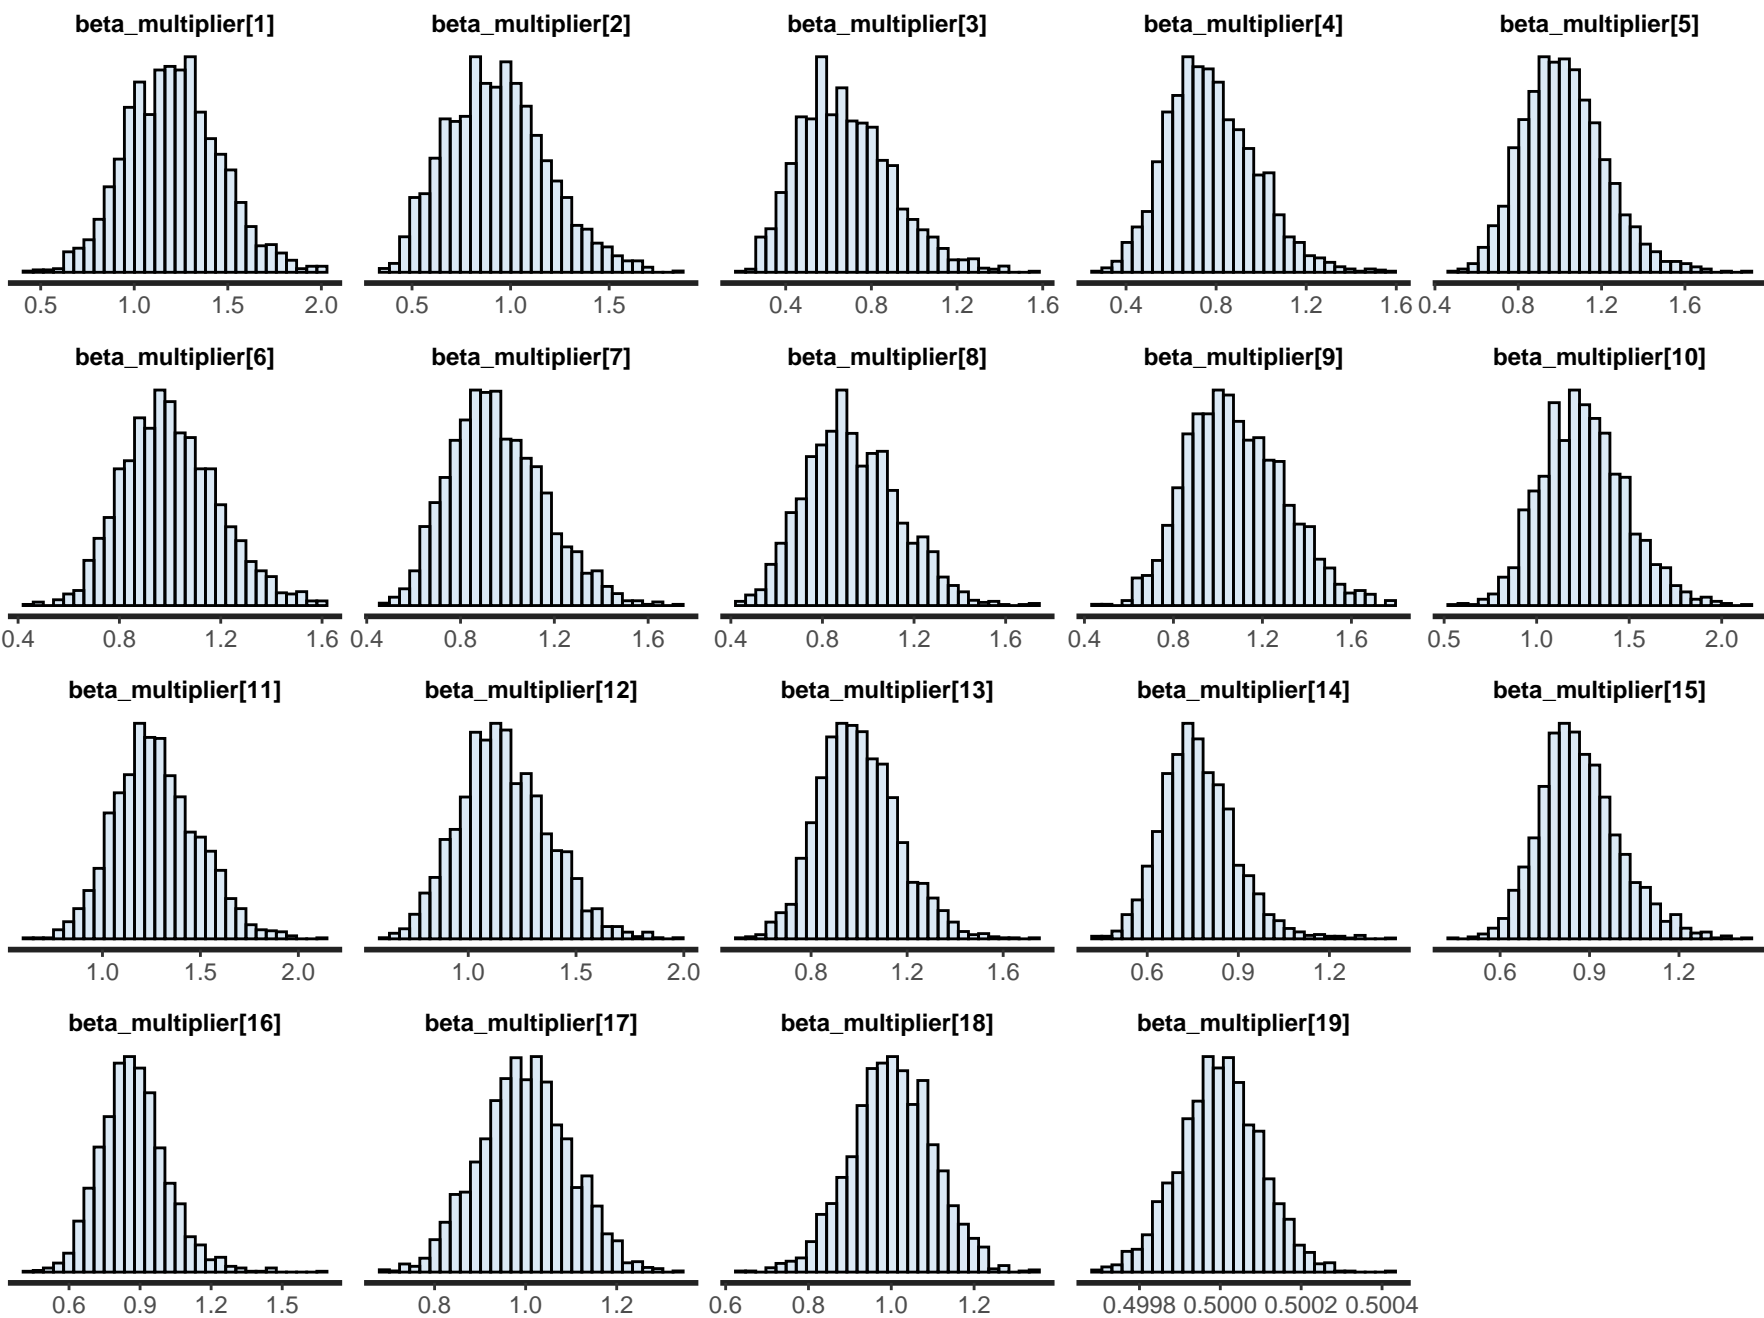 beta_multiplier[1] beta_multiplier[2] beta_multiplier[3] beta_multiplier[4] beta_multiplier[5]
0.5 1.0 1.5 2.0 0.5 1.0 1.5 0.4 0.8 1.2 1.6 0.4 0.8 1.2 1.6 0.4 0.8 1.2 1.6
beta_multiplier[6] beta_multiplier[7] beta_multiplier[8] beta_multiplier[9] beta_multiplier[10]
0.4 0.8 1.2 1.6 0.4 0.8 1.2 1.6 0.4 0.8 1.2 1.6 0.4 0.8 1.2 1.6 0.5 1.0 1.5 2.0
beta_multiplier[11] beta_multiplier[12] beta_multiplier[13] beta_multiplier[14] beta_multiplier[15]
1.0 1.5 2.0 1.0 1.5 2.0 0.8 1.2 1.6 0.6 0.9 1.2 0.6 0.9 1.2
beta_multiplier[16] beta_multiplier[17] beta_multiplier[18] beta_multiplier[19]
0.6 0.9 1.2 1.5 0.8 1.0 1.2 0.6 0.8 1.0 1.2 0.4998 0.5000 0.5002 0.5004